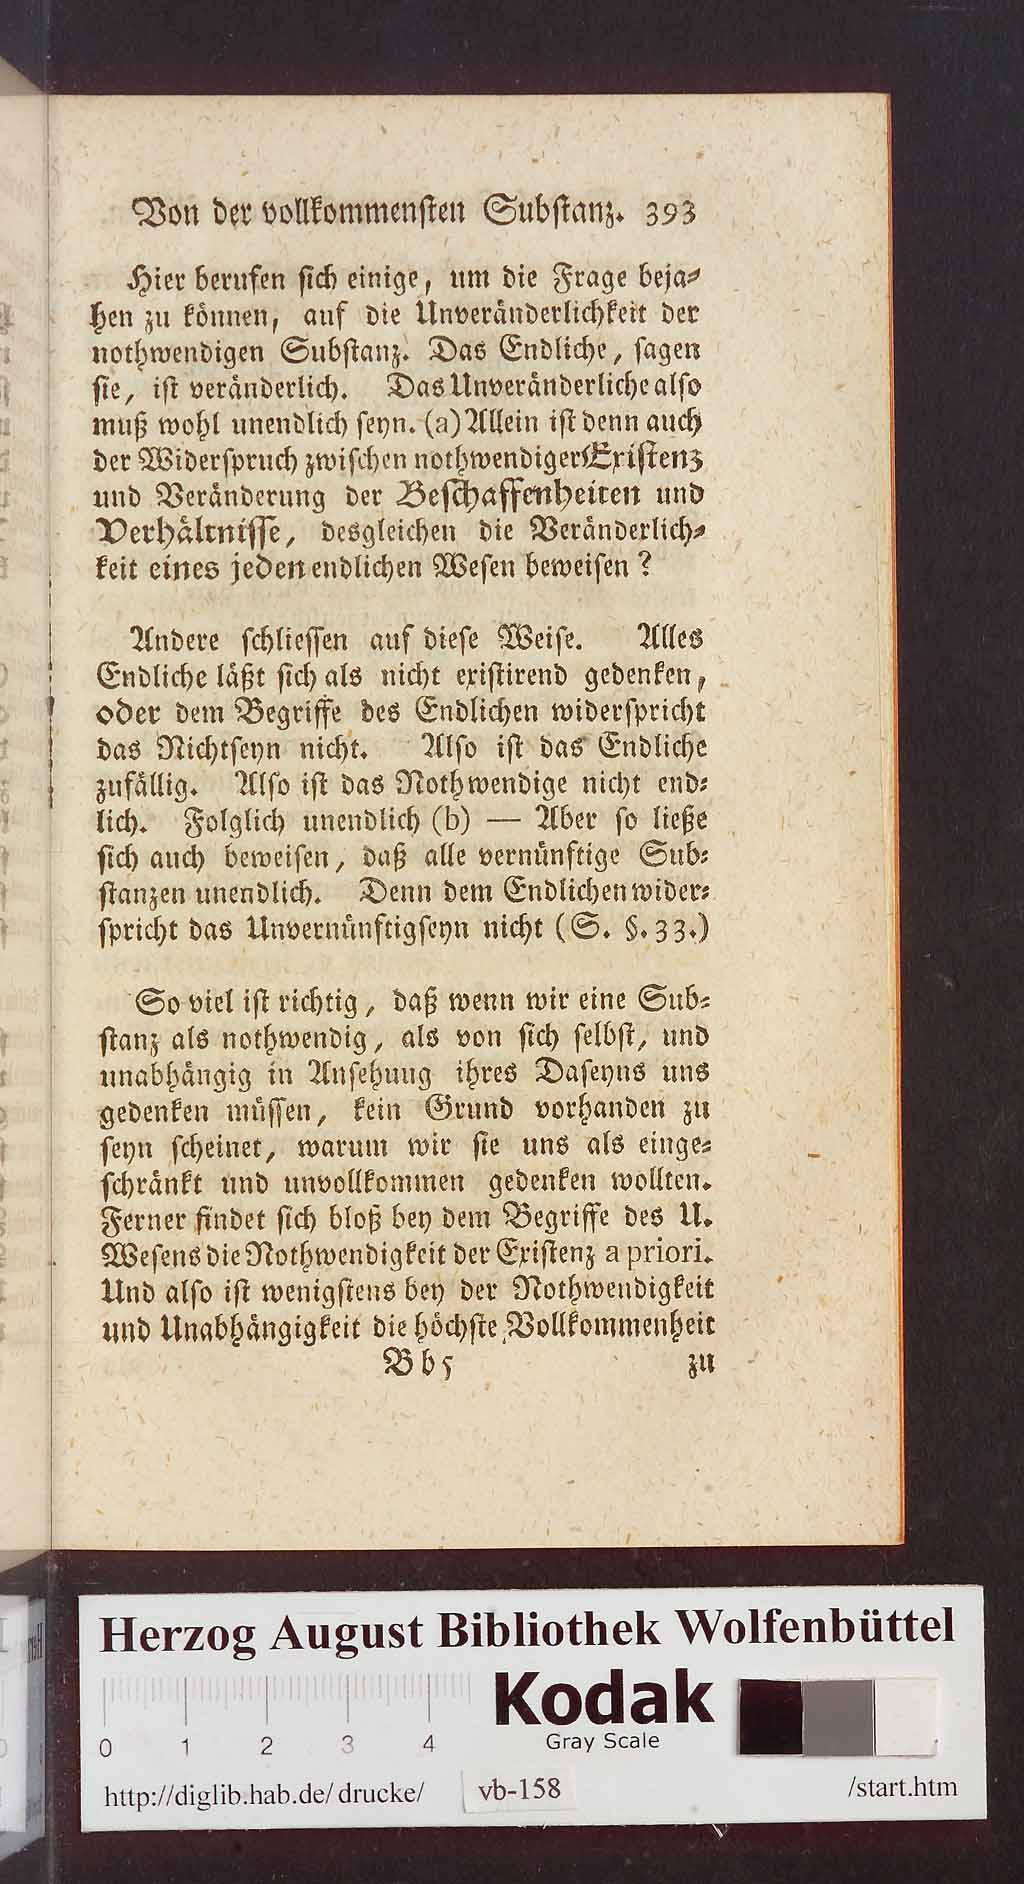 Von der vollkommensten Substanz. 393
Hier berufen sich einige, um die Frage beja-
hen zu können, auf die Unveränderlichkeit der
nothwendigen Substanz. Das Endliche, sagen
sie, ist veränderlich. Das Unveränderliche also
muß wohl unendlich seyn. (a) Allein ist denn auch
der Widerspruch zwischen nothwendiger Existenz
und Veränderung der Beschaffenheiten und
Verhältnisse, desgleichen die Veränderlich-
keit eines jeden endlichen Wesen beweisen?
Andere schliessen auf diese Weise. Alles
Endliche läßt sich als nicht existirend gedenken,
oder dem Begriffe des Endlichen widerspricht
das Nichtseyn nicht. Also ist das Endliche
zufällig. Also ist das Nothwendige nicht end-
lich. Folglich unendlich (b) — Aber so ließe
sich auch beweisen, daß alle vernünftige Sub-
stanzen unendlich. Denn dem Endlichen wider-
spricht das Unvernünftigseyn nicht (S. §. 33.)
So viel ist richtig, daß wenn wir eine Sub-
stanz als nothwendig, als von sich selbst, und
unabhängig in Ansehung ihres Daseyns uns
gedenken müssen, kein Grund vorhanden zu
seyn scheinet, warum wir sie uns als einge-
schränkt und unvollkommen gedenken wollten.
Ferner findet sich bloß bey dem Begriffe des U.
Wesens die Nothwendigkeit der Existenz a priori.
Und also ist wenigstens bey der Nothwendigkeit
und Unabhängigkeit die höchste Vollkommenheit
Bb5 zu
Herzog August Bibliothek Wolfenbüttel
Kodak
Gray Scale
0 1 2 3 4
http://diglib.hab.de/drucke/ vb-158 /start.htm